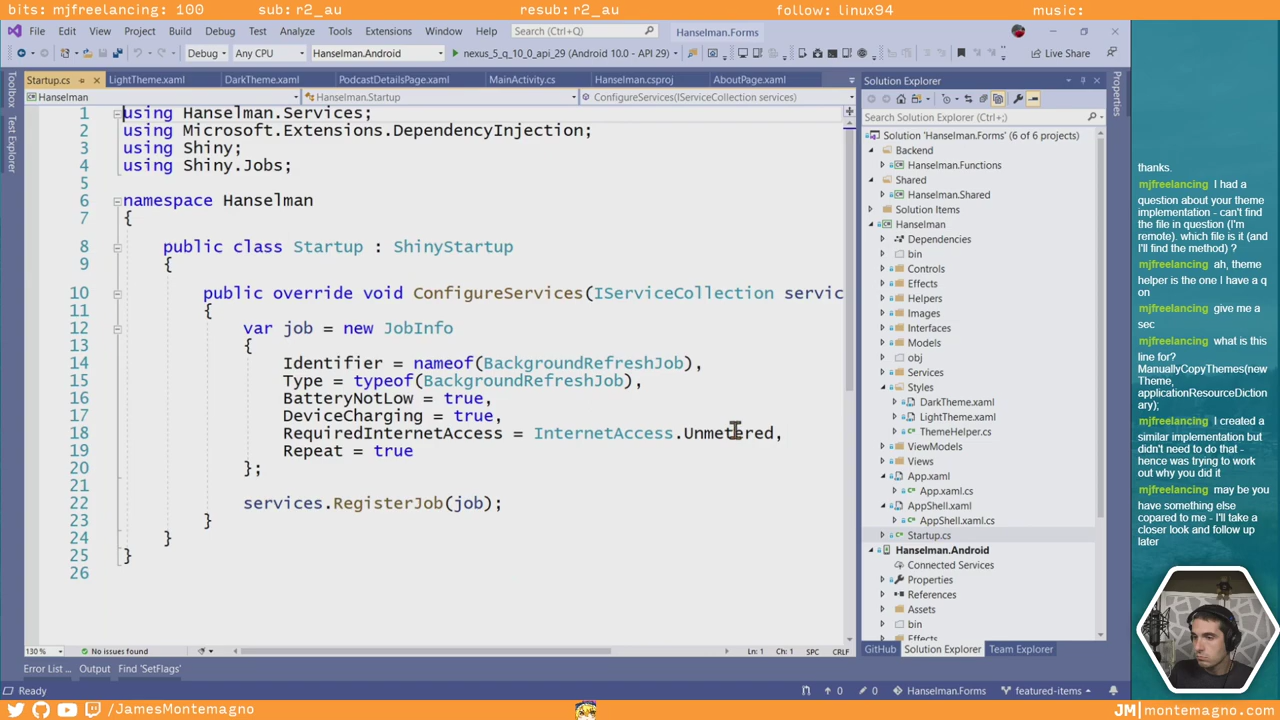 bits: mjfreelancing: 100
sub: r2_au
resub: r2_au
follow: linux94
music:
File Edit View Project Build Debug Test Analyze Tools Extensions Window Help Search (Ctrl+Q) Hanselman.Forms
Debug Any CPU Hanselman.Android nexus_5_q_10_0_api_29 (Android 10.0 - API 29) Live Share
Toolbox
Test Explorer
Startup.cs LightTheme.xaml DarkTheme.xaml PodcastDetailsPage.xaml MainActivity.cs Hanselman.csproj AboutPage.xaml
Hanselman Hanselman.Startup ConfigureServices(IServiceCollection services)
1 using Hanselman.Services;
2 using Microsoft.Extensions.DependencyInjection;
3 using Shiny;
4 using Shiny.Jobs;
5
6 namespace Hanselman
7 {
8 public class Startup : ShinyStartup
9 {
10 public override void ConfigureServices(IServiceCollection servic
11 {
12 var job = new JobInfo
13 {
14 Identifier = nameof(BackgroundRefreshJob),
15 Type = typeof(BackgroundRefreshJob),
16 BatteryNotLow = true,
17 DeviceCharging = true,
18 RequiredInternetAccess = InternetAccess.Unmetered,
19 Repeat = true
20 };
21
22 services.RegisterJob(job);
23 }
24 }
25 }
26
130 % No issues found Ln: 1 Ch: 1 SPC CRLF
Error List ... Output Find 'SetFlags'
Ready 0 0 Hanselman.Forms featured-items
Solution Explorer
Search Solution Explorer (Ctrl+;)
Solution 'Hanselman.Forms' (6 of 6 projects)
Backend
Hanselman.Functions
Shared
Hanselman.Shared
Solution Items
Hanselman
Dependencies
bin
Controls
Effects
Helpers
Images
Interfaces
Models
obj
Services
Styles
DarkTheme.xaml
LightTheme.xaml
ThemeHelper.cs
ViewModels
Views
App.xaml
App.xaml.cs
AppShell.xaml
AppShell.xaml.cs
Startup.cs
Hanselman.Android
Connected Services
Properties
References
Assets
bin
Effects
GitHub Solution Explorer Team Explorer
Properties
thanks.
mjfreelancing I had a
question about your theme
implementation - can't find
the file in question (I'm
remote). which file is it (and
I'll find the method) ?
mjfreelancing ah, theme
helper is the one I have a q
on
mjfreelancing give me a
sec
mjfreelancing what is this
line for?
ManuallyCopyThemes(new
Theme,
applicationResourceDiction
ary);
mjfreelancing I created a
similar implementation but
didn't need to do that -
hence was trying to work
out why you did it
mjfreelancing may be you
have something else
copared to me - I'll take a
closer look and follow up
later
/JamesMontemagno
JM montemagno.com